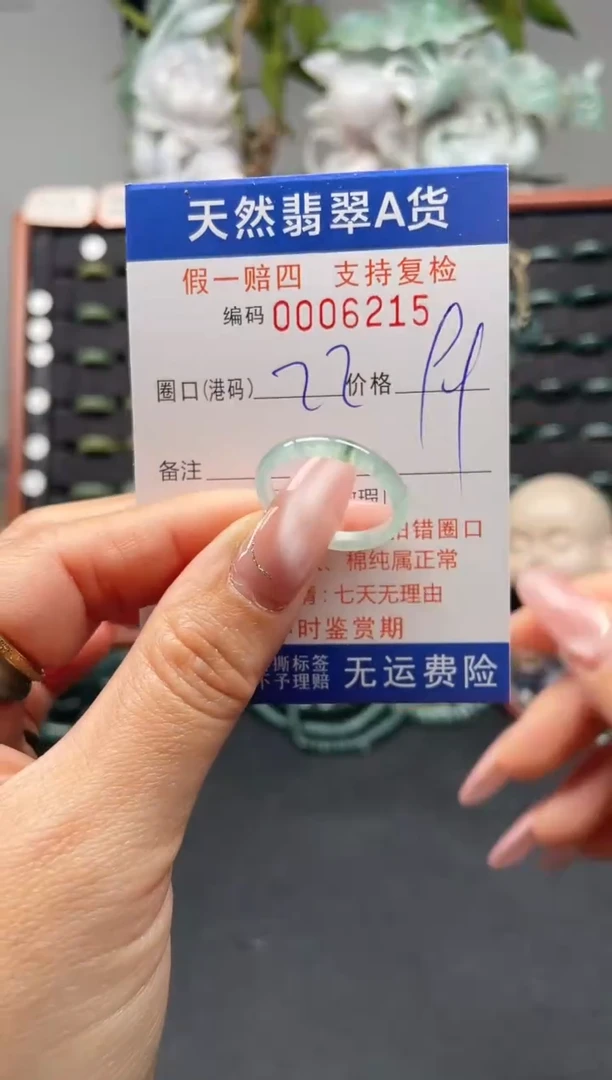 天然翡翠A货
假一赔四 支持复检
编码 0006215
圈口(港码) 22 价格
备注
瑕
错圈口
、棉纯属正常
：七天无理由
时鉴赏期
撕标签
不予理赔
无运费险